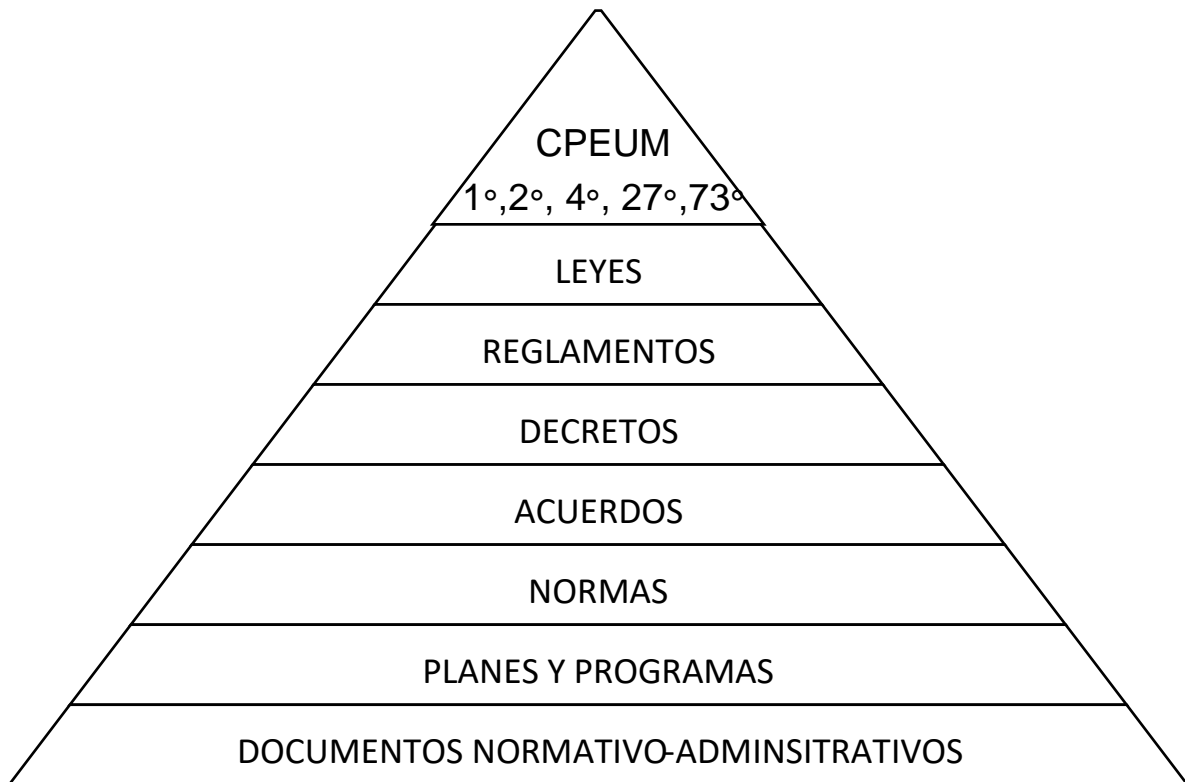 CPEUM
1°,2°, 4°, 27°,73°
LEYES
REGLAMENTOS
DECRETOS
ACUERDOS
NORMAS
PLANES Y PROGRAMAS
DOCUMENTOS NORMATIVO-ADMINSITRATIVOS